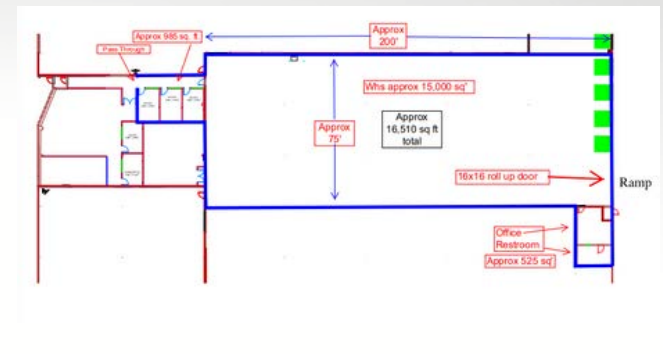 Approx 985 sq. ft
Pass Through
Approx
200'
Whs approx 15,000 sq'
Approx
16,510 sq ft
total
Approx
75'
16x16 roll up door
Ramp
Office
Restroom
Approx 525 sq'